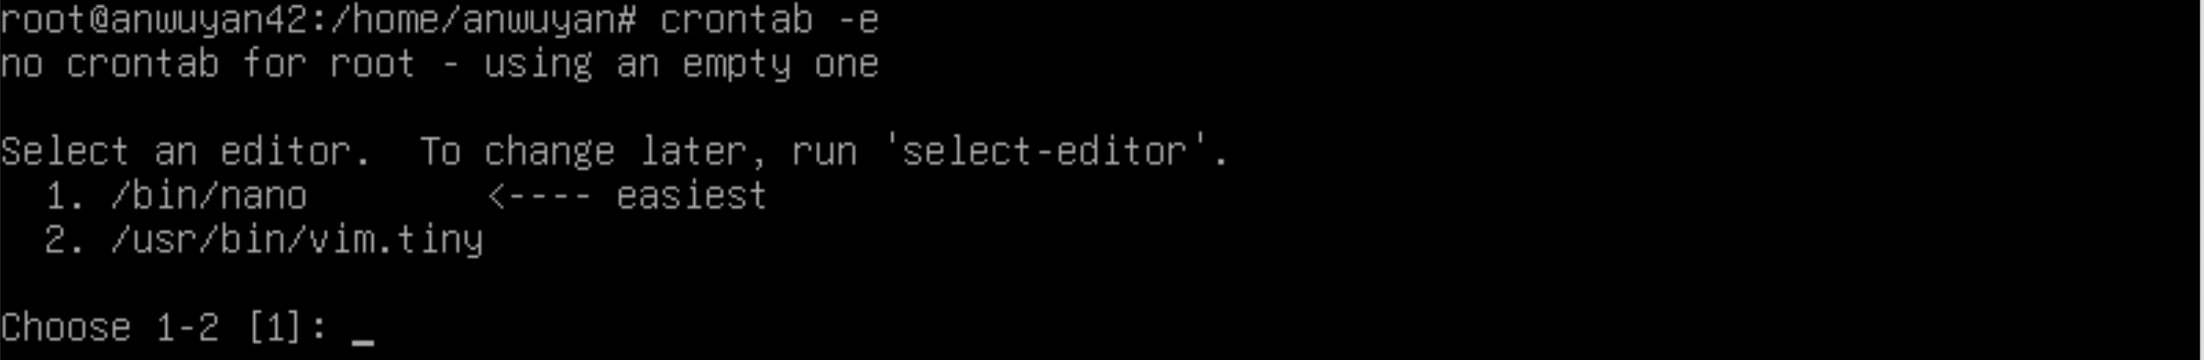 root@anwuyan42:/home/anwuyan# crontab -e
no crontab for root - using an empty one
Select an editor.  To change later, run 'select-editor'.
  1. /bin/nano        <---- easiest
  2. /usr/bin/vim.tiny
Choose 1-2 [1]: _